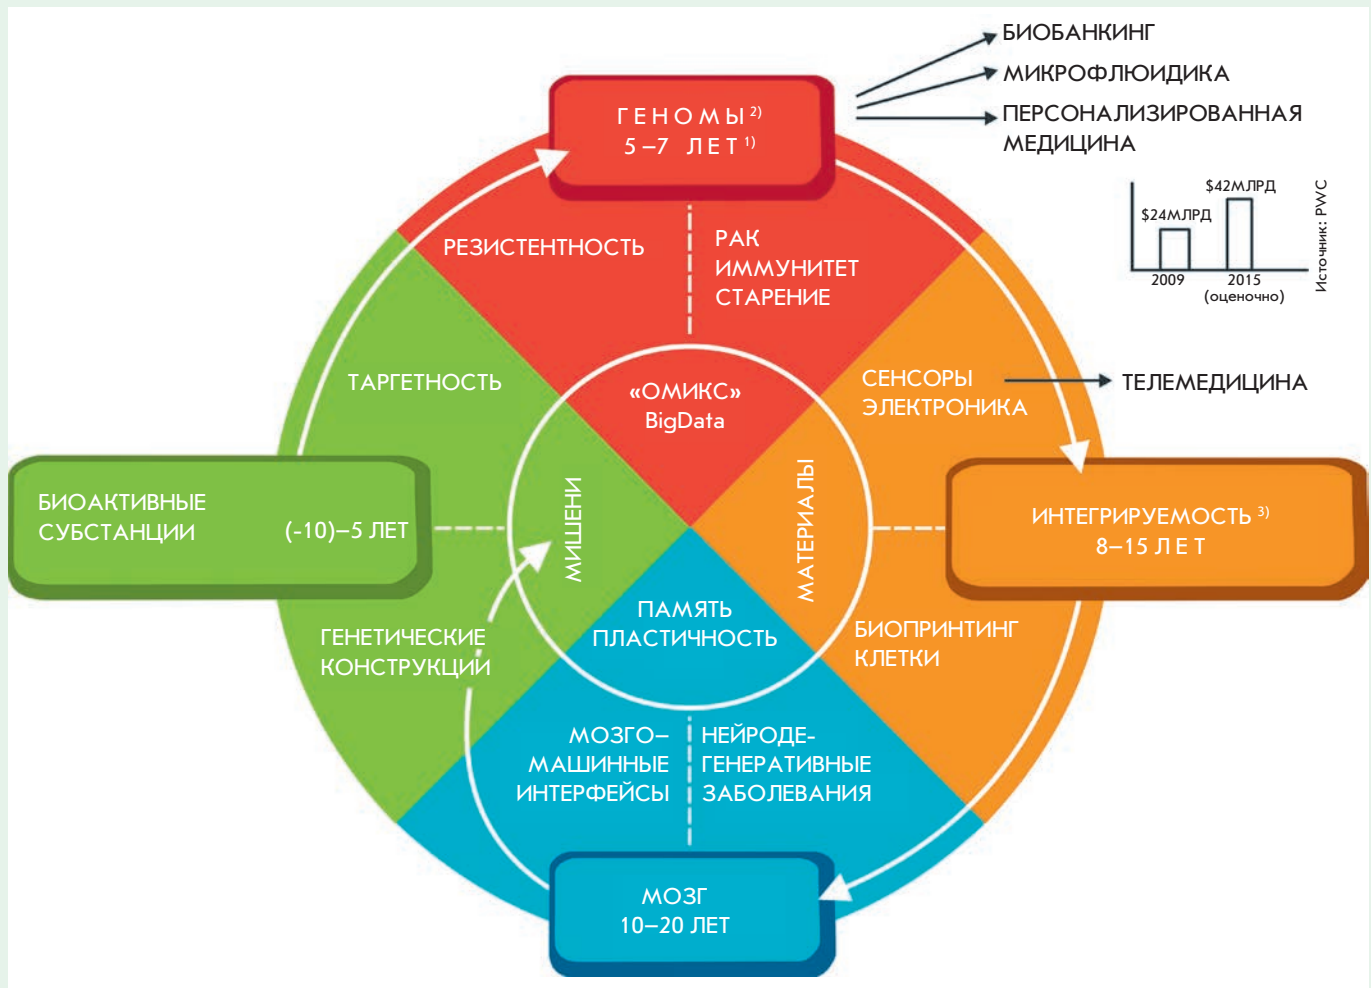 БИОБАНКИНГ
МИКРОФЛЮИДИКА
ПЕРСОНАЛИЗИРОВАННАЯ
МЕДИЦИНА
ГЕНОМЫ 2)
5–7 ЛЕТ 1)
$42МЛРД
$24МЛРД
2009
2015
(оценочно)
Источник: PWC
РЕЗИСТЕНТНОСТЬ
РАК
ИММУНИТЕТ
СТАРЕНИЕ
ТАРГЕТНОСТЬ
«ОМИКС»
BigData
СЕНСОРЫ
ЭЛЕКТРОНИКА
ТЕЛЕМЕДИЦИНА
БИОАКТИВНЫЕ
СУБСТАНЦИИ
(-10)–5 ЛЕТ
МИШЕНИ
МАТЕРИАЛЫ
ИНТЕГРИРУЕМОСТЬ 3)
8–15 ЛЕТ
ГЕНЕТИЧЕСКИЕ
КОНСТРУКЦИИ
ПАМЯТЬ
ПЛАСТИЧНОСТЬ
БИОПРИНТИНГ
КЛЕТКИ
МОЗГО–
МАШИННЫЕ
ИНТЕРФЕЙСЫ
НЕЙРОДЕ-
ГЕНЕРАТИВНЫЕ
ЗАБОЛЕВАНИЯ
МОЗГ
10–20 ЛЕТ